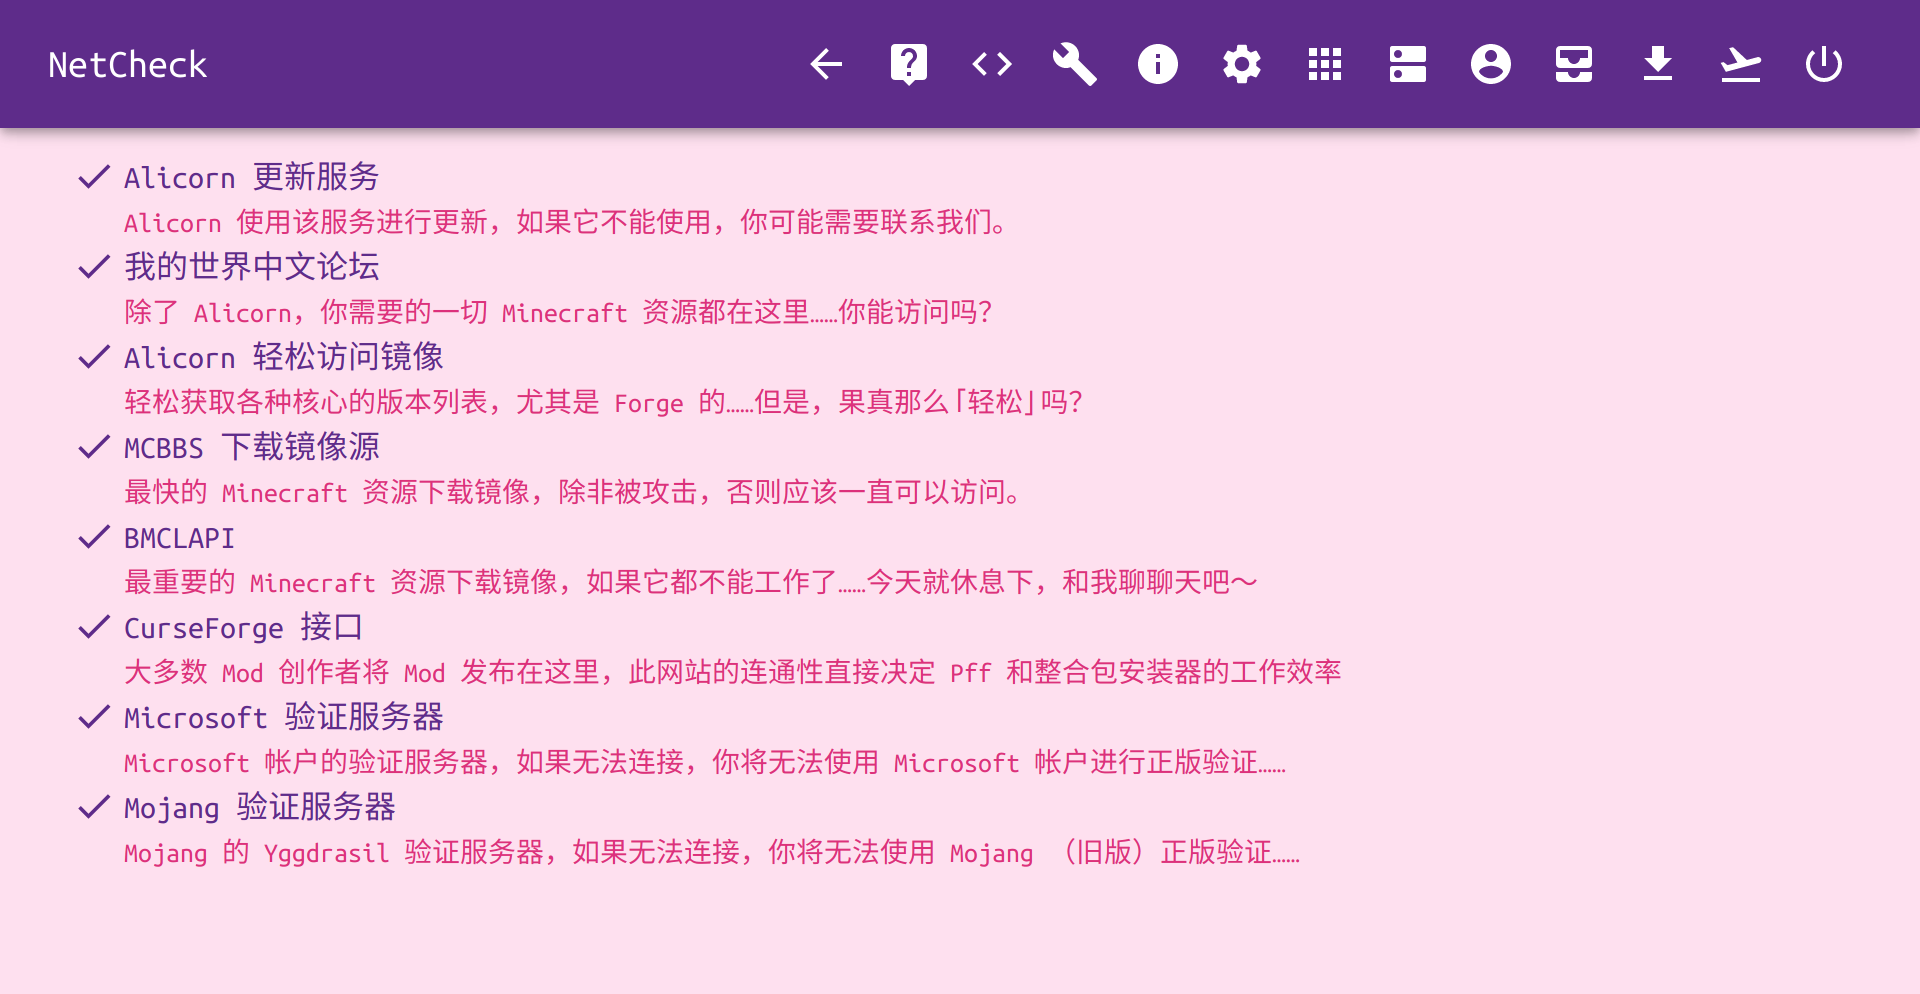 NetCheck
Alicorn 更新服务
Alicorn 使用该服务进行更新，如果它不能使用，你可能需要联系我们。
我的世界中文论坛
除了 Alicorn，你需要的一切 Minecraft 资源都在这里……你能访问吗？
Alicorn 轻松访问镜像
轻松获取各种核心的版本列表，尤其是 Forge 的……但是，果真那么「轻松」吗？
MCBBS 下载镜像源
最快的 Minecraft 资源下载镜像，除非被攻击，否则应该一直可以访问。
BMCLAPI
最重要的 Minecraft 资源下载镜像，如果它都不能工作了……今天就休息下，和我聊聊天吧～
CurseForge 接口
大多数 Mod 创作者将 Mod 发布在这里，此网站的连通性直接决定 Pff 和整合包安装器的工作效率
Microsoft 验证服务器
Microsoft 帐户的验证服务器，如果无法连接，你将无法使用 Microsoft 帐户进行正版验证……
Mojang 验证服务器
Mojang 的 Yggdrasil 验证服务器，如果无法连接，你将无法使用 Mojang （旧版）正版验证……